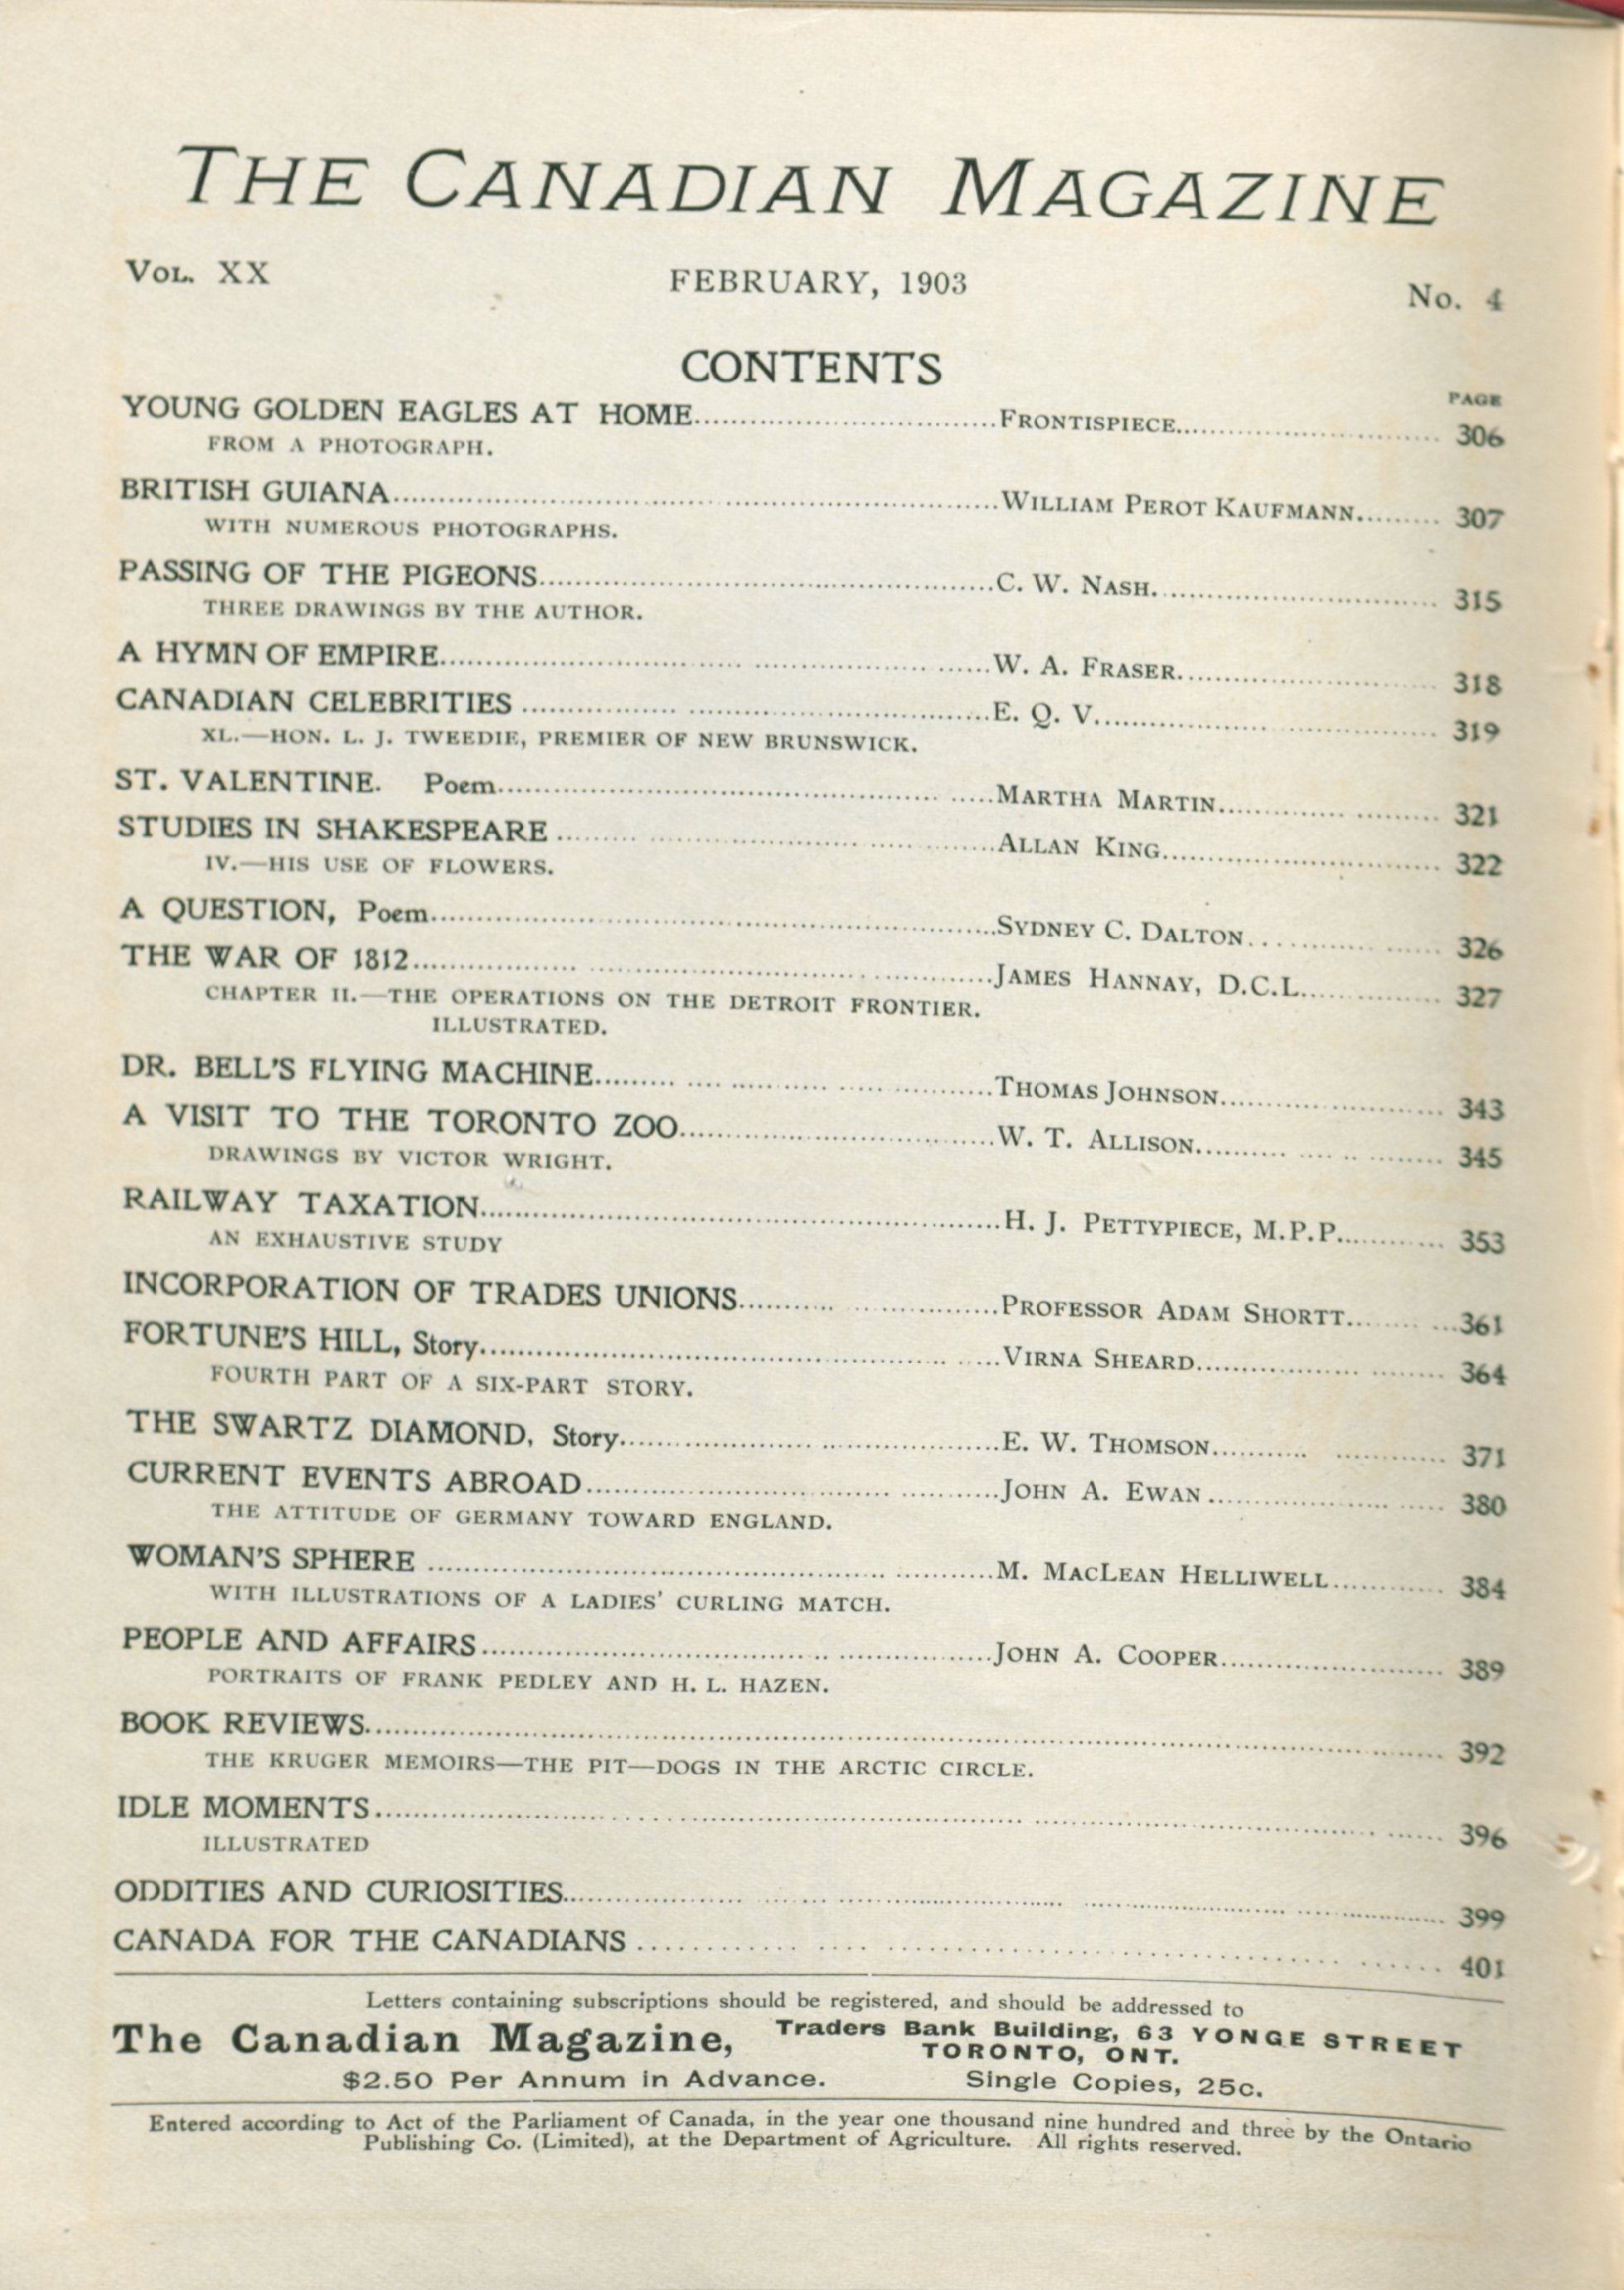 THE CANADIAN MAGAZINE
VOL. XX FEBRUARY, 1903 No. 4
CONTENTS
PAGE
YOUNG GOLDEN EAGLES AT HOME....................FRONTISPIECE.................... 306
FROM A PHOTOGRAPH.
BRITISH GUIANA....................WILLIAM PEROT KAUFMANN......... 307
WITH NUMEROUS PHOTOGRAPHS.
PASSING OF THE PIGEONS....................C. W. NASH.................... 315
THREE DRAWINGS BY THE AUTHOR.
A HYMN OF EMPIRE....................W. A. FRASER.................... 318
CANADIAN CELEBRITIES ....................E. Q. V.................... 319
XL.—HON. L. J. TWEEDIE, PREMIER OF NEW BRUNSWICK.
ST. VALENTINE. Poem....................MARTHA MARTIN.................... 321
STUDIES IN SHAKESPEARE ....................ALLAN KING.................... 322
IV.—HIS USE OF FLOWERS.
A QUESTION, Poem....................SYDNEY C. DALTON.................... 326
THE WAR OF 1812....................JAMES HANNAY, D.C.L.................... 327
CHAPTER II.—THE OPERATIONS ON THE DETROIT FRONTIER.
ILLUSTRATED.
DR. BELL'S FLYING MACHINE....................THOMAS JOHNSON.................... 343
A VISIT TO THE TORONTO ZOO....................W. T. ALLISON.................... 345
DRAWINGS BY VICTOR WRIGHT.
RAILWAY TAXATION....................H. J. PETTYPIECE, M.P.P............ 353
AN EXHAUSTIVE STUDY
INCORPORATION OF TRADES UNIONS....................PROFESSOR ADAM SHORTT............361
FORTUNE'S HILL, Story....................VIRNA SHEARD.................... 364
FOURTH PART OF A SIX-PART STORY.
THE SWARTZ DIAMOND, Story....................E. W. THOMSON.................... 371
CURRENT EVENTS ABROAD....................JOHN A. EWAN.................... 380
THE ATTITUDE OF GERMANY TOWARD ENGLAND.
WOMAN'S SPHERE ....................M. MACLEAN HELLIWELL............ 384
WITH ILLUSTRATIONS OF A LADIES' CURLING MATCH.
PEOPLE AND AFFAIRS....................JOHN A. COOPER.................... 389
PORTRAITS OF FRANK PEDLEY AND H. L. HAZEN.
BOOK REVIEWS........................................ 392
THE KRUGER MEMOIRS—THE PIT—DOGS IN THE ARCTIC CIRCLE.
IDLE MOMENTS........................................ 396
ILLUSTRATED
ODDITIES AND CURIOSITIES........................................ 399
CANADA FOR THE CANADIANS ........................................ 401
Letters containing subscriptions should be registered, and should be addressed to
The Canadian Magazine, Traders Bank Building, 63 YONGE STREET
TORONTO, ONT.
$2.50 Per Annum in Advance. Single Copies, 25c.
Entered according to Act of the Parliament of Canada, in the year one thousand nine hundred and three by the Ontario
Publishing Co. (Limited), at the Department of Agriculture. All rights reserved.